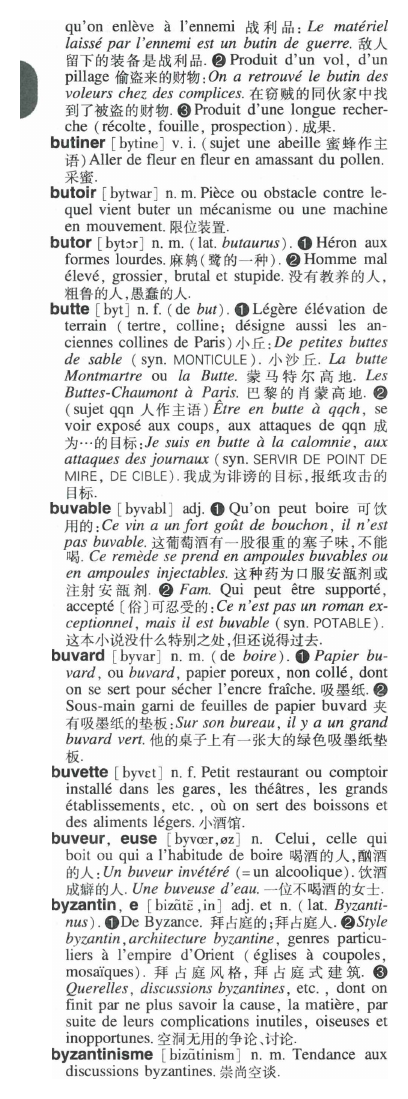 qu'on enlève à l'ennemi 战利品: Le matériel
laissé par l'ennemi est un butin de guerre. 敌人
留下的装备是战利品. ❷ Produit d'un vol, d'un
pillage 偷盗来的财物: On a retrouvé le butin des
voleurs chez des complices. 在窃贼的同伙家中找
到了被盗的财物. ❸ Produit d'une longue recher-
che (récolte, fouille, prospection). 成果.
butiner [bytine] v. i. (sujet une abeille 蜜蜂作主
语) Aller de fleur en fleur en amassant du pollen.
采蜜.
butoir [bytwar] n. m. Pièce ou obstacle contre le-
quel vient buter un mécanisme ou une machine
en mouvement. 限位装置.
butor [bytɔr] n. m. (lat. butaurus). ❶ Héron aux
formes lourdes. 麻鳽(鹭的一种). ❷ Homme mal
élevé, grossier, brutal et stupide. 没有教养的人,
粗鲁的人,愚蠢的人.
butte [byt] n. f. (de but). ❶ Légère élévation de
terrain (tertre, colline; désigne aussi les an-
ciennes collines de Paris) 小丘: De petites buttes
de sable (syn. MONTICULE). 小沙丘. La butte
Montmartre ou la Butte. 蒙马特尔高地. Les
Buttes-Chaumont à Paris. 巴黎的肖蒙高地. ❷
(sujet qqn 人作主语) Être en butte à qqch, se
voir exposé aux coups, aux attaques de qqn 成
为…的目标: Je suis en butte à la calomnie, aux
attaques des journaux (syn. SERVIR DE POINT DE
MIRE, DE CIBLE). 我成为诽谤的目标,报纸攻击的
目标.
buvable [byvabl] adj. ❶ Qu'on peut boire 可饮
用的: Ce vin a un fort goût de bouchon, il n'est
pas buvable. 这葡萄酒有一股很重的塞子味,不能
喝. Ce remède se prend en ampoules buvables ou
en ampoules injectables. 这种药为口服安瓿剂或
注射安瓿剂. ❷ Fam. Qui peut être supporté,
accepté〔俗〕可忍受的: Ce n'est pas un roman ex-
ceptionnel, mais il est buvable (syn. POTABLE).
这本小说没什么特别之处,但还说得过去.
buvard [byvar] n. m. (de boire). ❶ Papier bu-
vard, ou buvard, papier poreux, non collé, dont
on se sert pour sécher l'encre fraîche. 吸墨纸. ❷
Sous-main garni de feuilles de papier buvard 夹
有吸墨纸的垫板: Sur son bureau, il y a un grand
buvard vert. 他的桌子上有一张大的绿色吸墨纸垫
板.
buvette [byvɛt] n. f. Petit restaurant ou comptoir
installé dans les gares, les théâtres, les grands
établissements, etc., où on sert des boissons et
des aliments légers. 小酒馆.
buveur, euse [byvœr,øz] n. Celui, celle qui
boit ou qui a l'habitude de boire 喝酒的人,酗酒
的人: Un buveur invétéré (= un alcoolique). 饮酒
成癖的人. Une buveuse d'eau. 一位不喝酒的女士.
byzantin, e [bizɑ̃tɛ̃,in] adj. et n. (lat. Byzanti-
nus). ❶ De Byzance. 拜占庭的;拜占庭人. ❷ Style
byzantin, architecture byzantine, genres particu-
liers à l'empire d'Orient (églises à coupoles,
mosaïques). 拜占庭风格, 拜占庭式建筑. ❸
Querelles, discussions byzantines, etc., dont on
finit par ne plus savoir la cause, la matière, par
suite de leurs complications inutiles, oiseuses et
inopportunes. 空洞无用的争论、讨论.
byzantinisme [bizɑ̃tinism] n. m. Tendance aux
discussions byzantines. 崇尚空谈.